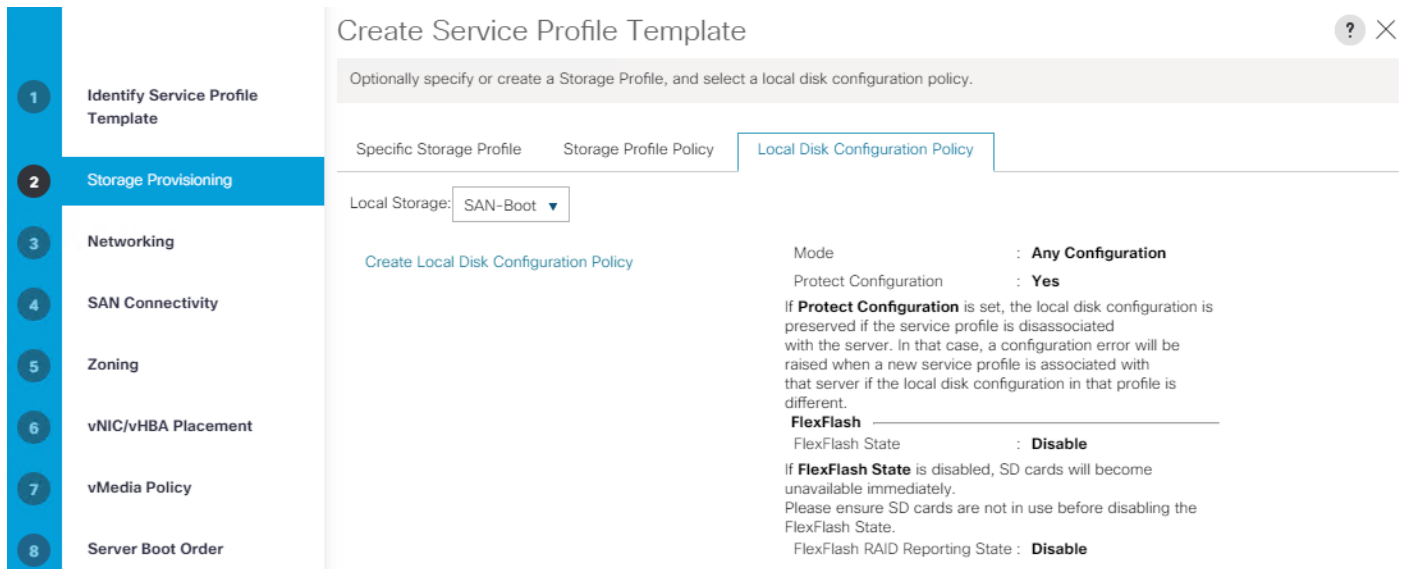 Create Service Profile Template
?
Optionally specify or create a Storage Profile, and select a local disk configuration policy.
1
Identify Service Profile
Template
2
Storage Provisioning
3
Networking
4
SAN Connectivity
5
Zoning
6
vNIC/vHBA Placement
7
vMedia Policy
8
Server Boot Order
Specific Storage Profile
Storage Profile Policy
Local Disk Configuration Policy
Local Storage: SAN-Boot
Create Local Disk Configuration Policy
Mode : Any Configuration
Protect Configuration : Yes
If Protect Configuration is set, the local disk configuration is
preserved if the service profile is disassociated
with the server. In that case, a configuration error will be
raised when a new service profile is associated with
that server if the local disk configuration in that profile is
different.
FlexFlash
FlexFlash State : Disable
If FlexFlash State is disabled, SD cards will become
unavailable immediately.
Please ensure SD cards are not in use before disabling the
FlexFlash State.
FlexFlash RAID Reporting State : Disable